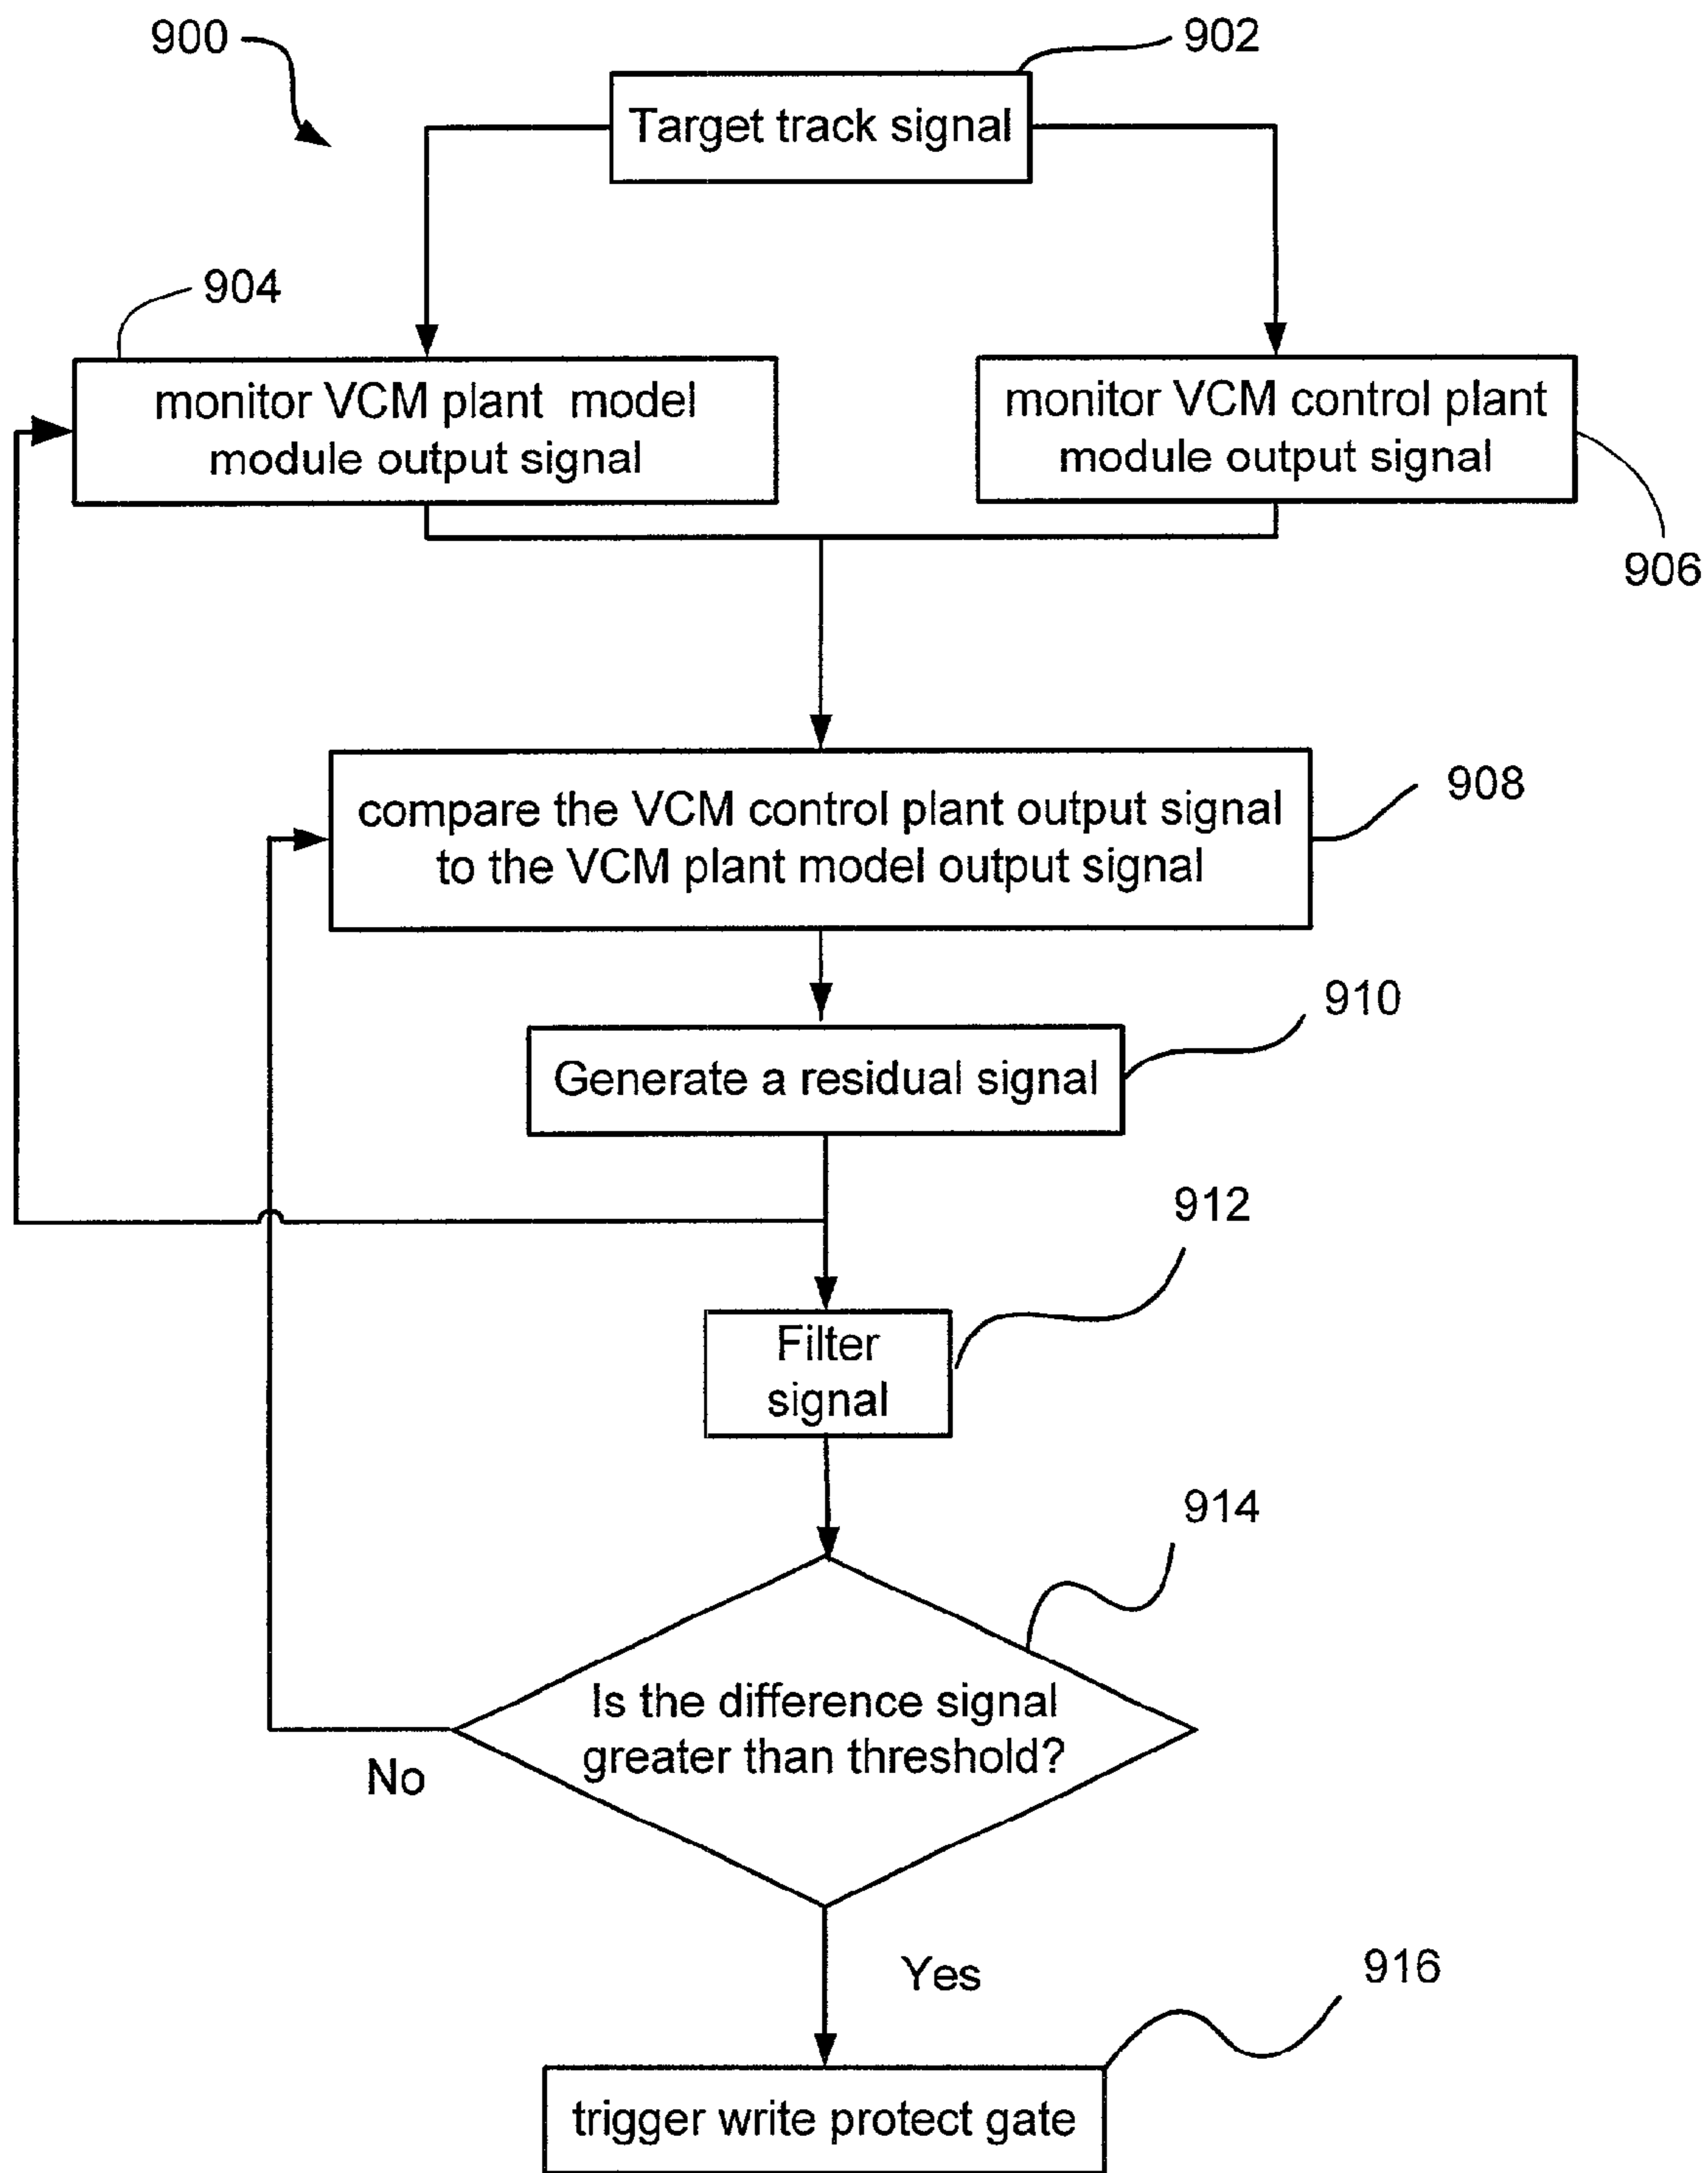 900
902
Target track signal
904
monitor VCM plant model
module output signal
monitor VCM control plant
module output signal
906
compare the VCM control plant output signal
to the VCM plant model output signal
908
910
Generate a residual signal
912
Filter
signal
914
Is the difference signal
greater than threshold?
No
Yes
916
trigger write protect gate